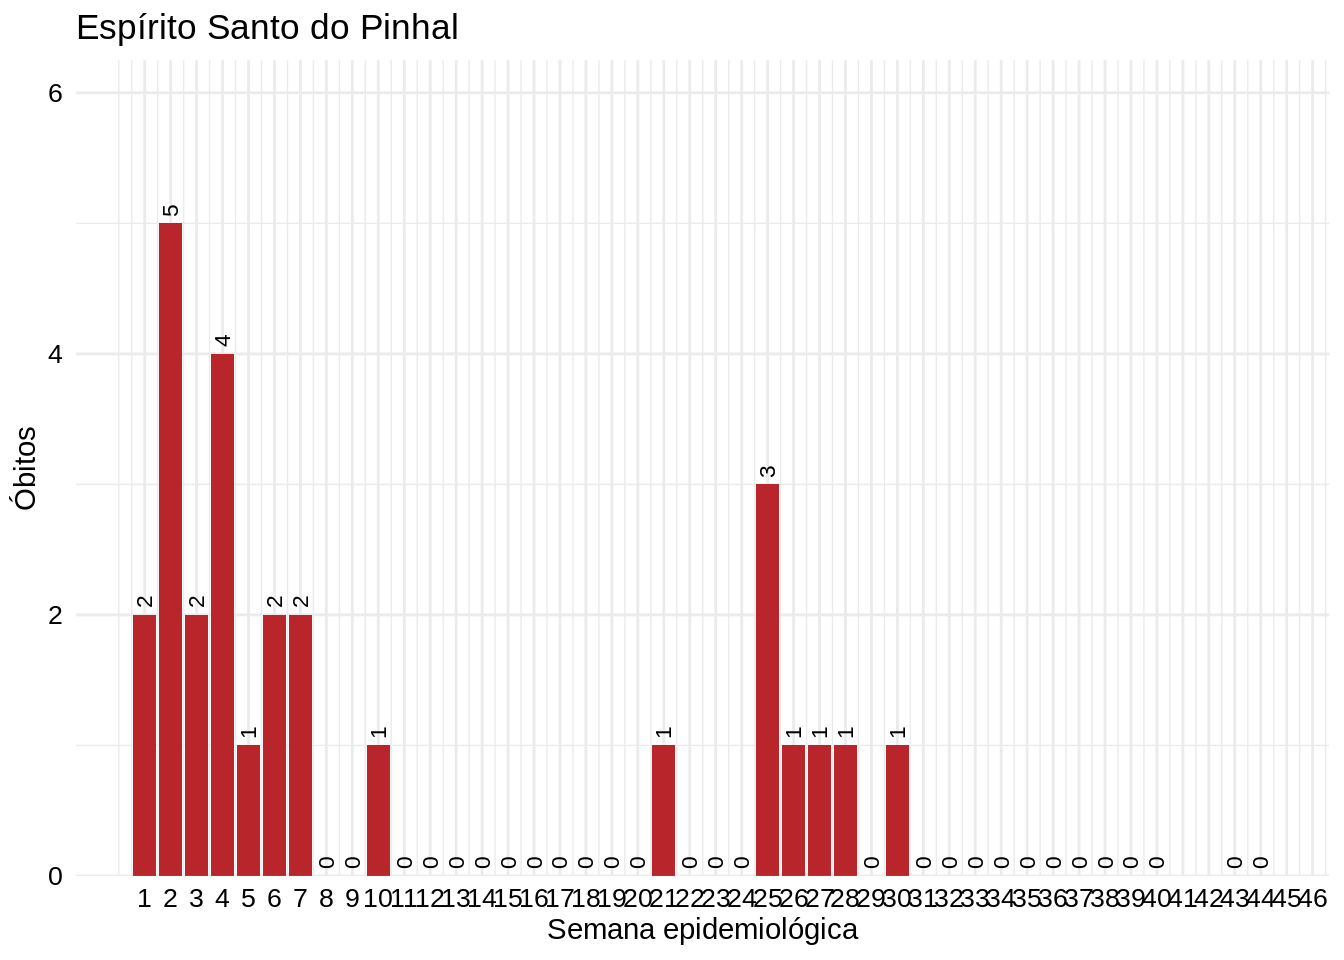 Espírito Santo do Pinhal
6
5
4
4
3
2
2 2 2 2
1 1 1 1 1 1 1
0 0 0 0 0 0 0 0 0 0 0 0 0 0 0 0 0 0 0 0 0 0 0 0 0 0 0 0 0
0
Óbitos
1 2 3 4 5 6 7 8 9 10 11 12 13 14 15 16 17 18 19 20 21 22 23 24 25 26 27 28 29 30 31 32 33 34 35 36 37 38 39 40 41 42 43 44 45 46
Semana epidemiológica